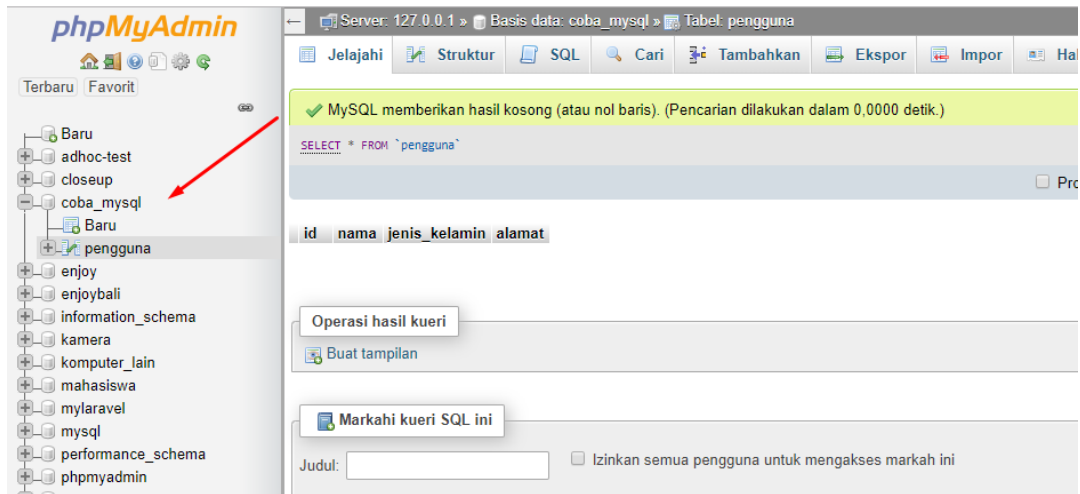 phpMyAdmin
Terbaru Favorit
Baru
adhoc-test
closeup
coba_mysql
Baru
pengguna
enjoy
enjoybali
information_schema
kamera
komputer_lain
mahasiswa
mylaravel
mysql
performance_schema
phpmyadmin
Server: 127.0.0.1 » Basis data: coba_mysql » Tabel: pengguna
Jelajahi Struktur SQL Cari Tambahkan Ekspor Impor Hal
MySQL memberikan hasil kosong (atau nol baris). (Pencarian dilakukan dalam 0,0000 detik.)
SELECT * FROM `pengguna`
Pro
id nama jenis_kelamin alamat
Operasi hasil kueri
Buat tampilan
Markahi kueri SQL ini
Judul: Izinkan semua pengguna untuk mengakses markah ini